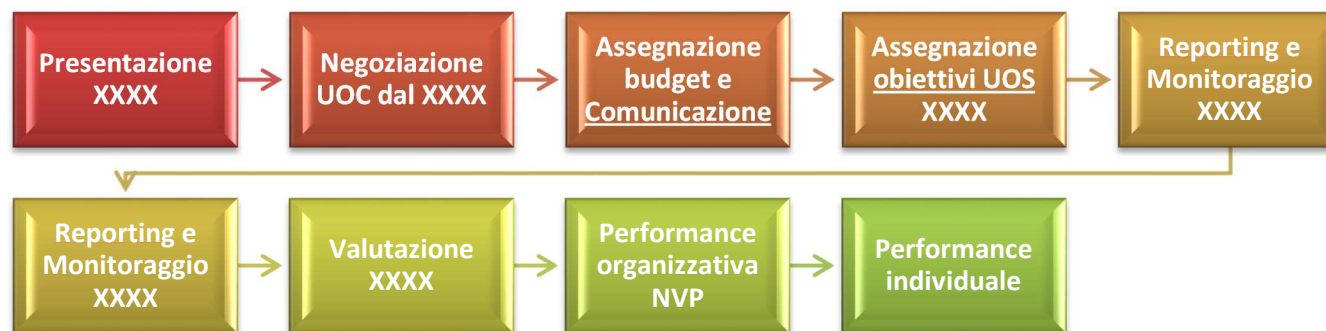 Presentazione
XXXX
Negoziazione
UOC dal XXXX
Assegnazione
budget e
Comunicazione
Assegnazione
obiettivi UOS
XXXX
Reporting e
Monitoraggio
XXXX
Reporting e
Monitoraggio
XXXX
Valutazione
XXXX
Performance
organizzativa
NVP
Performance
individuale